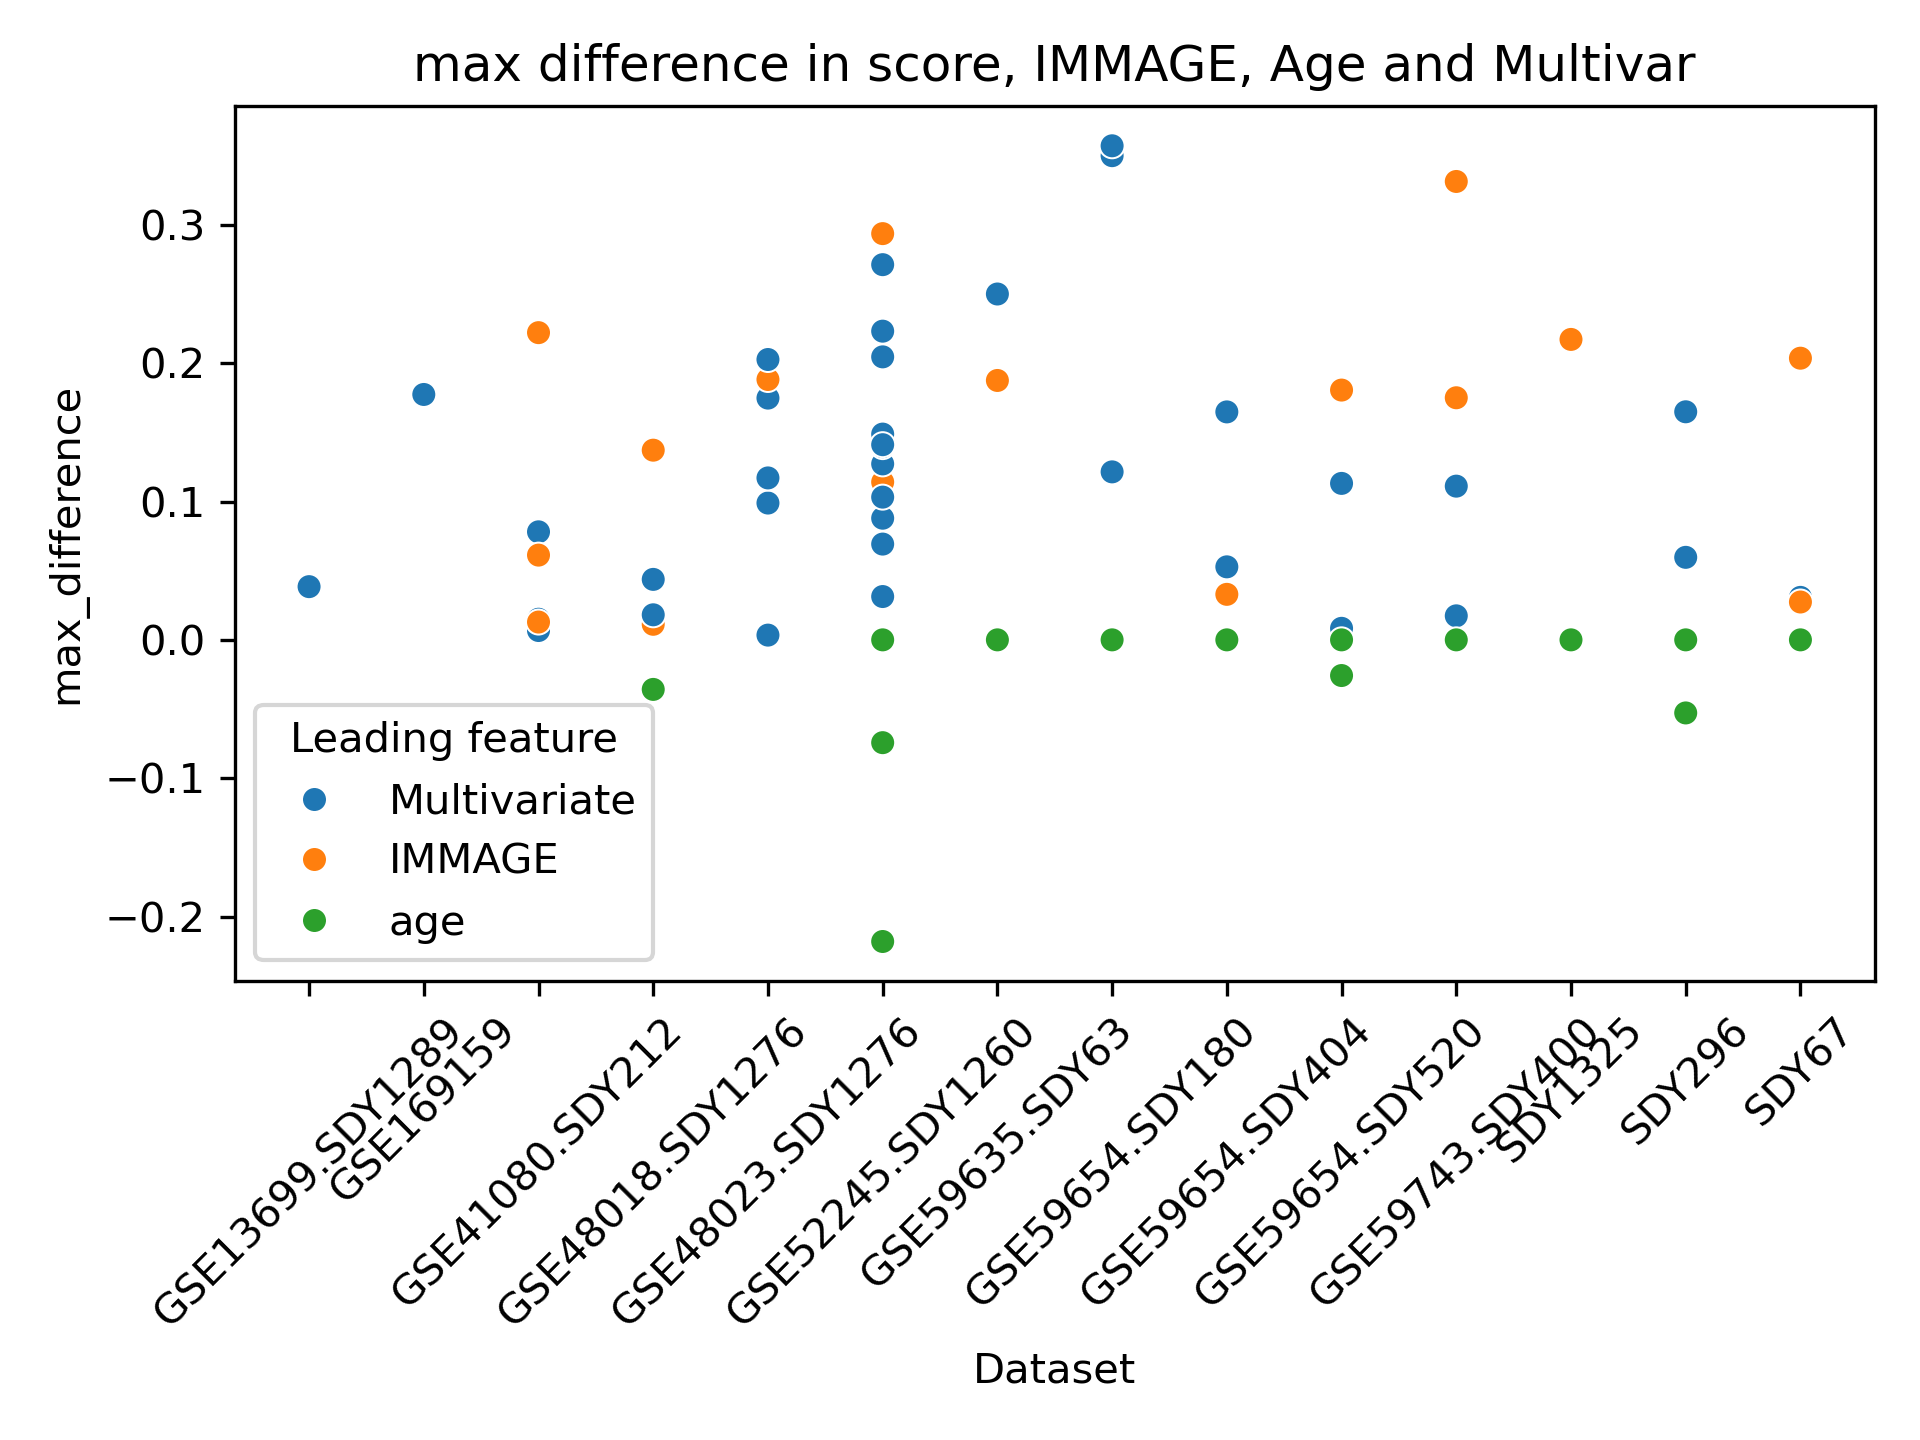 max difference in score, IMMAGE, Age and Multivar
max_difference
0.3
0.2
0.1
0.0
−0.1
−0.2
Leading feature
Multivariate
IMMAGE
age
GSE13699.SDY1289
GSE169159
GSE41080.SDY212
GSE48018.SDY1276
GSE48023.SDY1276
GSE52245.SDY1260
GSE59635.SDY63
GSE59654.SDY180
GSE59654.SDY404
GSE59654.SDY520
GSE59743.SDY400
SDY1325
SDY296
SDY67
Dataset